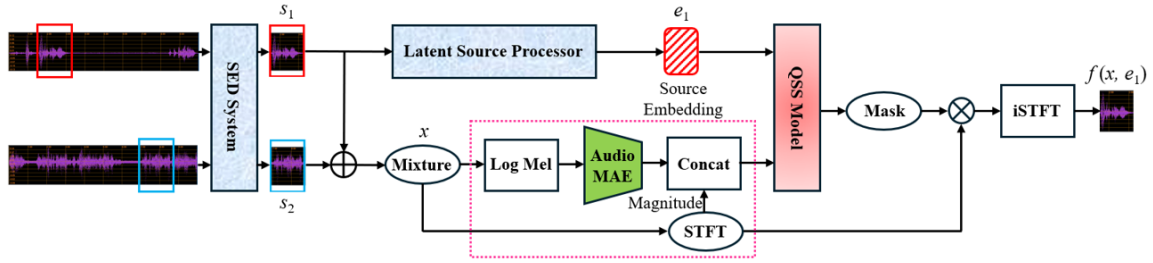 s₁
e₁
SED System
Latent Source Processor
Source
Embedding
QSS Model
f(x, e₁)
Mask
iSTFT
x
Mixture
Log Mel
Audio
MAE
Concat
Magnitude
STFT
s₂